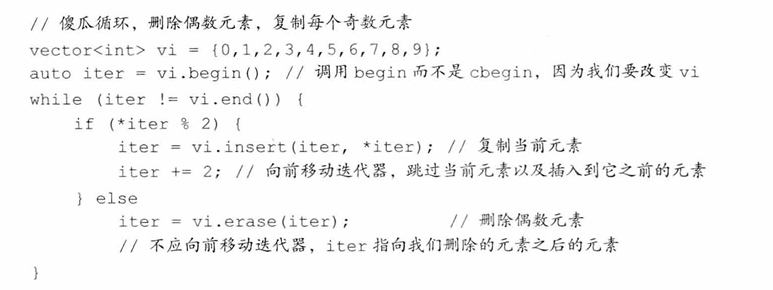 // 傻瓜循环，删除偶数元素，复制每个奇数元素
vector<int> vi = {0,1,2,3,4,5,6,7,8,9};
auto iter = vi.begin(); // 调用 begin 而不是 cbegin，因为我们要改变 vi
while (iter != vi.end()) {
    if (*iter % 2) {
        iter = vi.insert(iter, *iter); // 复制当前元素
        iter += 2; // 向前移动迭代器，跳过当前元素以及插入到它之前的元素
    } else
        iter = vi.erase(iter);          // 删除偶数元素
        // 不应向前移动迭代器，iter 指向我们删除的元素之后的元素
}